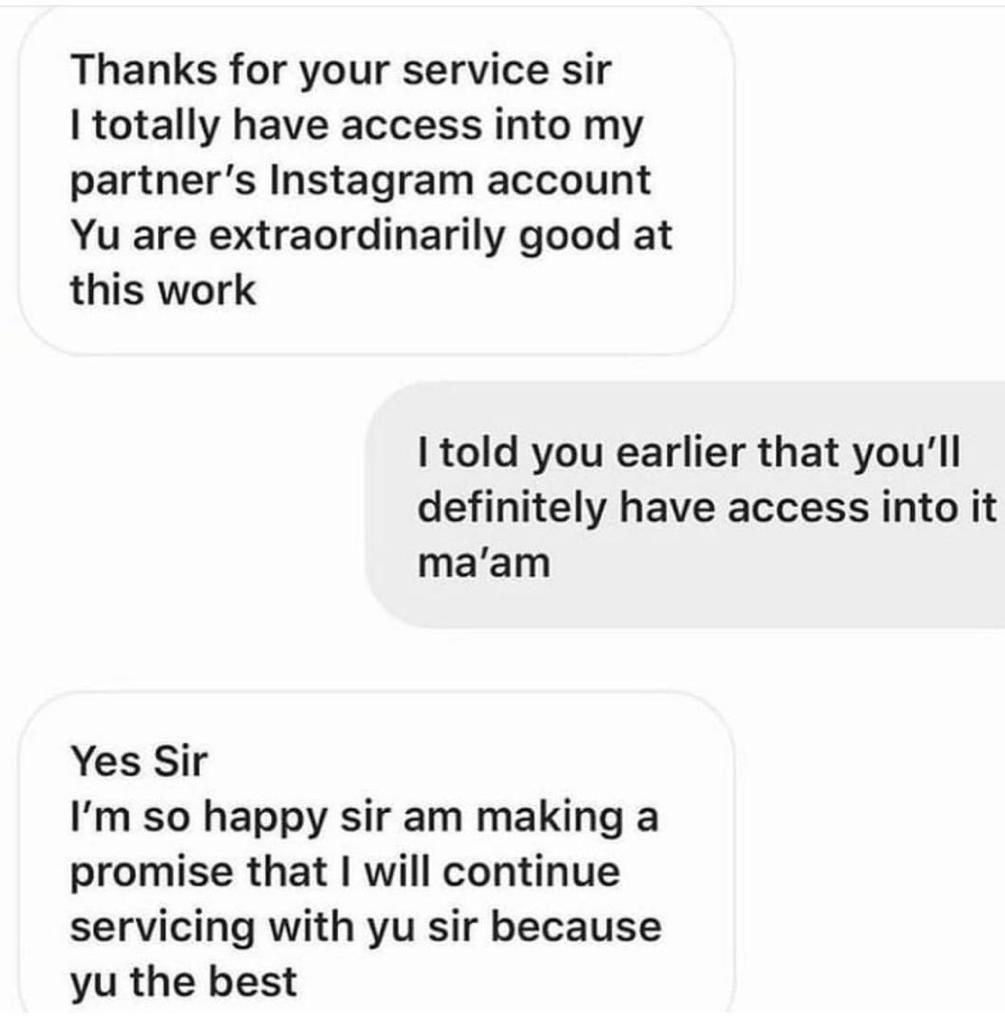 Thanks for your service sir
I totally have access into my
partner's Instagram account
Yu are extraordinarily good at
this work
I told you earlier that you'll
definitely have access into it
ma'am
Yes Sir
I'm so happy sir am making a
promise that I will continue
servicing with yu sir because
yu the best